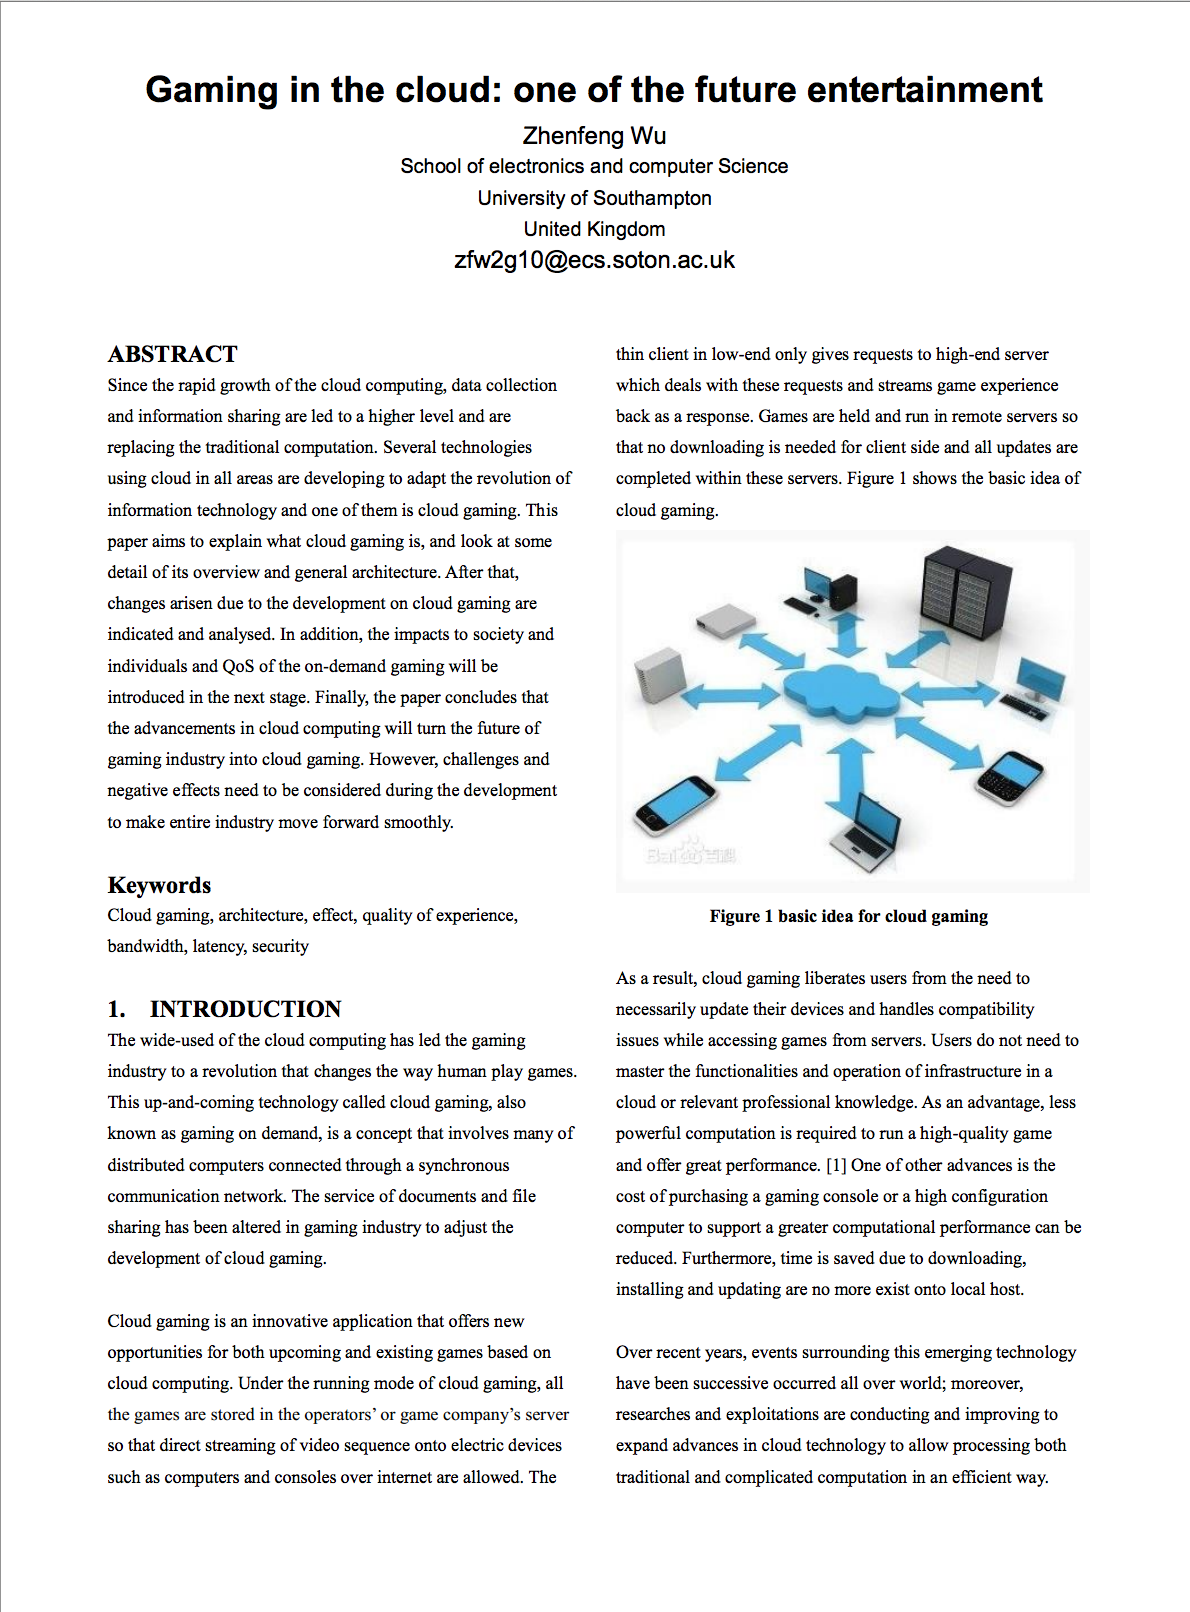 Gaming in the cloud: one of the future entertainment
Zhenfeng Wu
School of electronics and computer Science
University of Southampton
United Kingdom
zfw2g10@ecs.soton.ac.uk
ABSTRACT
Since the rapid growth of the cloud computing, data collection
and information sharing are led to a higher level and are
replacing the traditional computation. Several technologies
using cloud in all areas are developing to adapt the revolution of
information technology and one of them is cloud gaming. This
paper aims to explain what cloud gaming is, and look at some
detail of its overview and general architecture. After that,
changes arisen due to the development on cloud gaming are
indicated and analysed. In addition, the impacts to society and
individuals and QoS of the on-demand gaming will be
introduced in the next stage. Finally, the paper concludes that
the advancements in cloud computing will turn the future of
gaming industry into cloud gaming. However, challenges and
negative effects need to be considered during the development
to make entire industry move forward smoothly.
Keywords
Cloud gaming, architecture, effect, quality of experience,
bandwidth, latency, security
1. INTRODUCTION
The wide-used of the cloud computing has led the gaming
industry to a revolution that changes the way human play games.
This up-and-coming technology called cloud gaming, also
known as gaming on demand, is a concept that involves many of
distributed computers connected through a synchronous
communication network. The service of documents and file
sharing has been altered in gaming industry to adjust the
development of cloud gaming.
Cloud gaming is an innovative application that offers new
opportunities for both upcoming and existing games based on
cloud computing. Under the running mode of cloud gaming, all
the games are stored in the operators’ or game company’s server
so that direct streaming of video sequence onto electric devices
such as computers and consoles over internet are allowed. The
thin client in low-end only gives requests to high-end server
which deals with these requests and streams game experience
back as a response. Games are held and run in remote servers so
that no downloading is needed for client side and all updates are
completed within these servers. Figure 1 shows the basic idea of
cloud gaming.
Baidu百科
Figure 1 basic idea for cloud gaming
As a result, cloud gaming liberates users from the need to
necessarily update their devices and handles compatibility
issues while accessing games from servers. Users do not need to
master the functionalities and operation of infrastructure in a
cloud or relevant professional knowledge. As an advantage, less
powerful computation is required to run a high-quality game
and offer great performance. [1] One of other advances is the
cost of purchasing a gaming console or a high configuration
computer to support a greater computational performance can be
reduced. Furthermore, time is saved due to downloading,
installing and updating are no more exist onto local host.
Over recent years, events surrounding this emerging technology
have been successive occurred all over world; moreover,
researches and exploitations are conducting and improving to
expand advances in cloud technology to allow processing both
traditional and complicated computation in an efficient way.